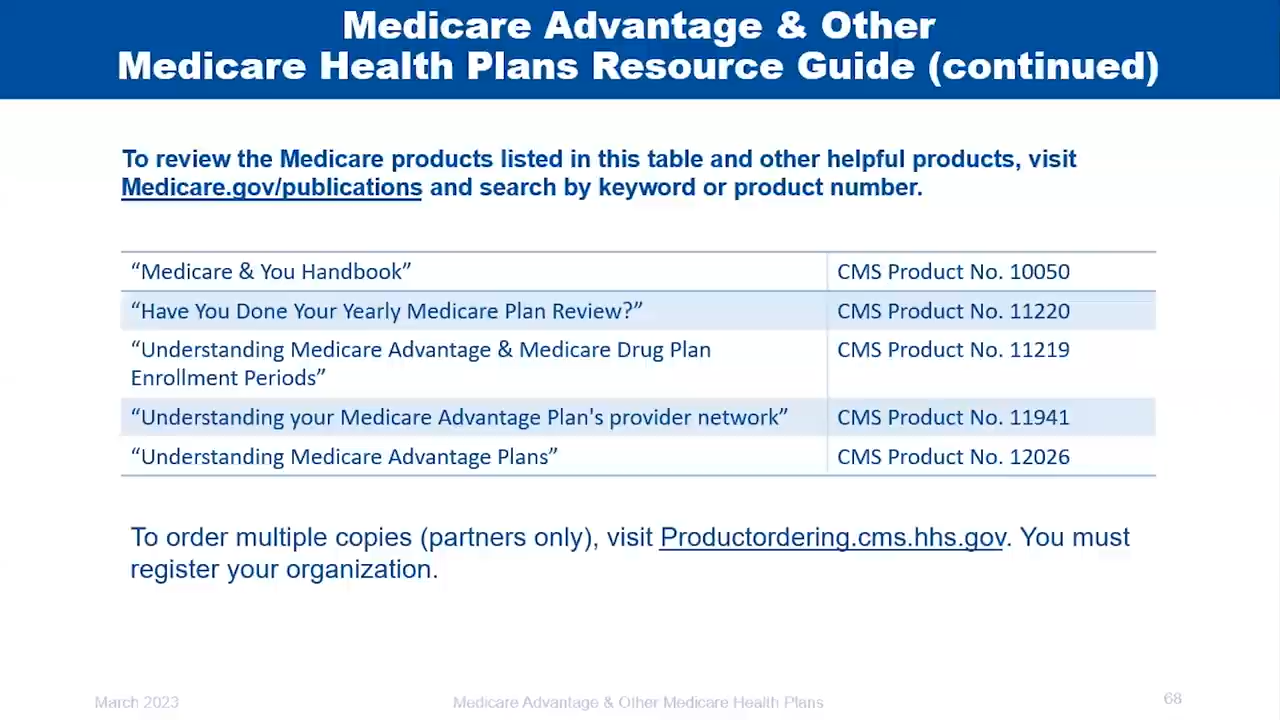 Medicare Advantage & Other
Medicare Health Plans Resource Guide (continued)
To review the Medicare products listed in this table and other helpful products, visit
Medicare.gov/publications and search by keyword or product number.
“Medicare & You Handbook” CMS Product No. 10050
“Have You Done Your Yearly Medicare Plan Review?” CMS Product No. 11220
“Understanding Medicare Advantage & Medicare Drug Plan CMS Product No. 11219
Enrollment Periods”
“Understanding your Medicare Advantage Plan's provider network” CMS Product No. 11941
“Understanding Medicare Advantage Plans” CMS Product No. 12026
To order multiple copies (partners only), visit Productordering.cms.hhs.gov. You must
register your organization.
March 2023 Medicare Advantage & Other Medicare Health Plans 68